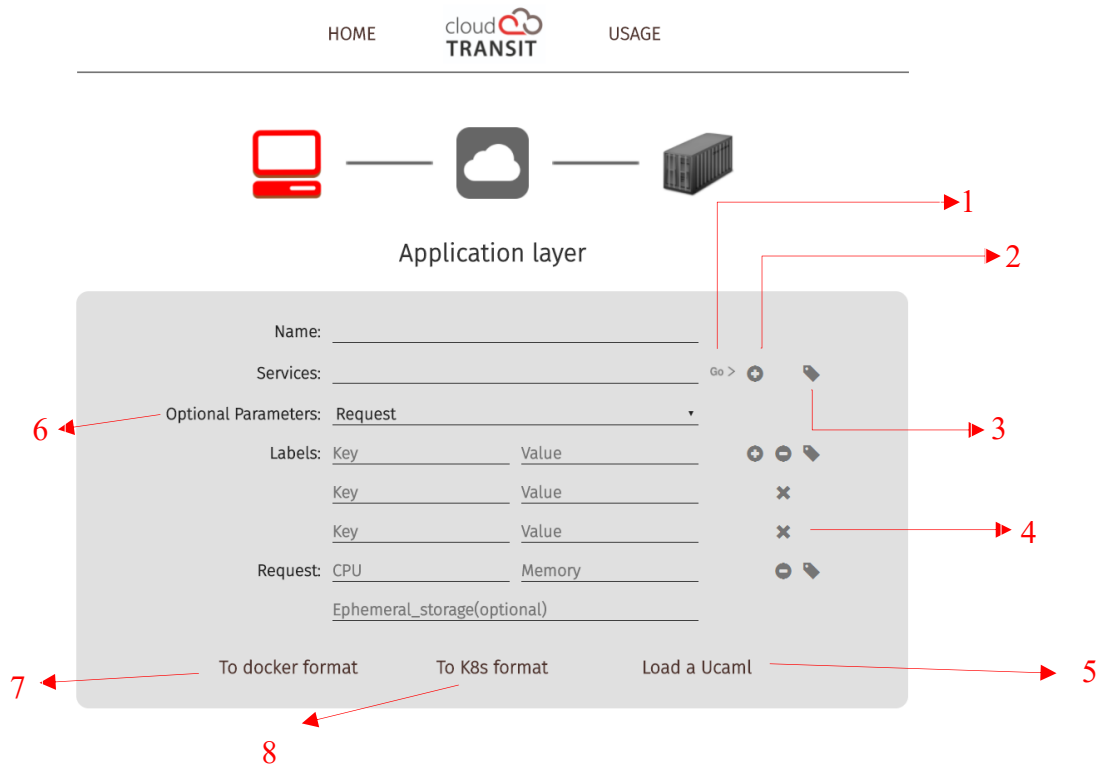 HOME
cloud
TRANSIT
USAGE
1
2
Application layer
Name:
Services:
Go >
6
Optional Parameters:
Request
3
Labels:
Key
Value
Key
Value
Key
Value
4
Request:
CPU
Memory
Ephemeral_storage(optional)
7
To docker format
To K8s format
Load a Ucaml
5
8